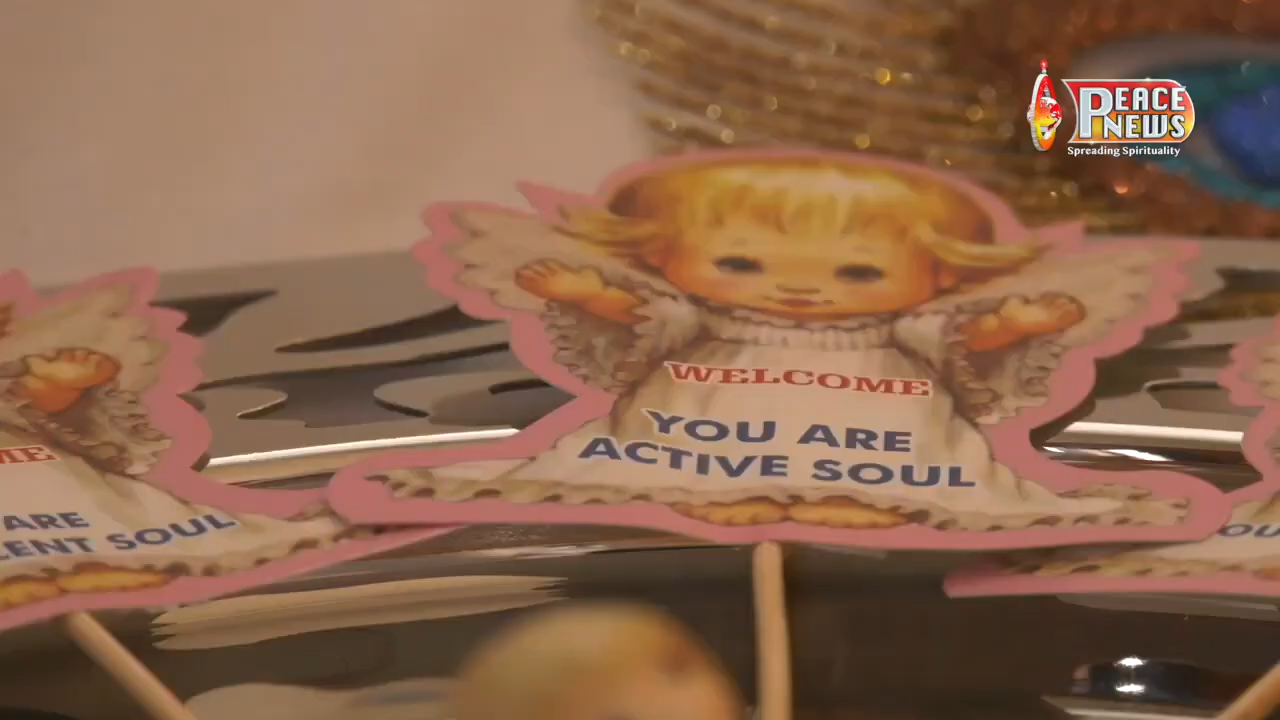 PEACE
NEWS
Spreading Spirituality
WELCOME
YOU ARE
ACTIVE SOUL
ARE
SOUL